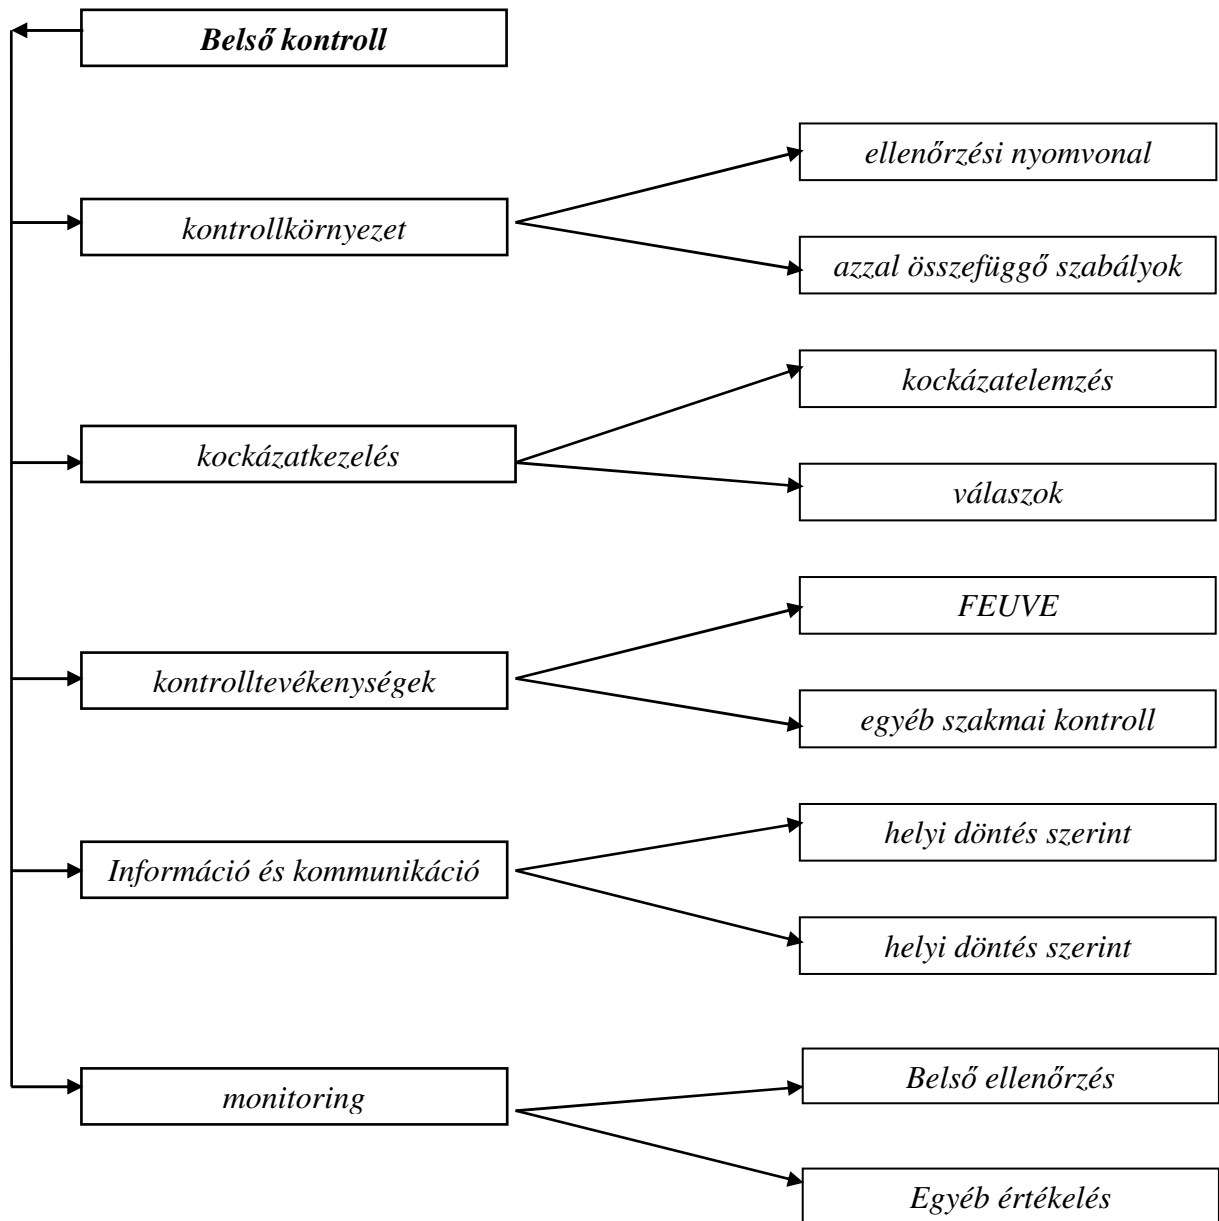 Belső kontroll
ellenőrzési nyomvonal
kontrollkörnyezet
azzal összefüggő szabályok
kockázatelemzés
kockázatkezelés
válaszok
FEUVE
kontrolltevékenységek
egyéb szakmai kontroll
helyi döntés szerint
Információ és kommunikáció
helyi döntés szerint
Belső ellenőrzés
monitoring
Egyéb értékelés